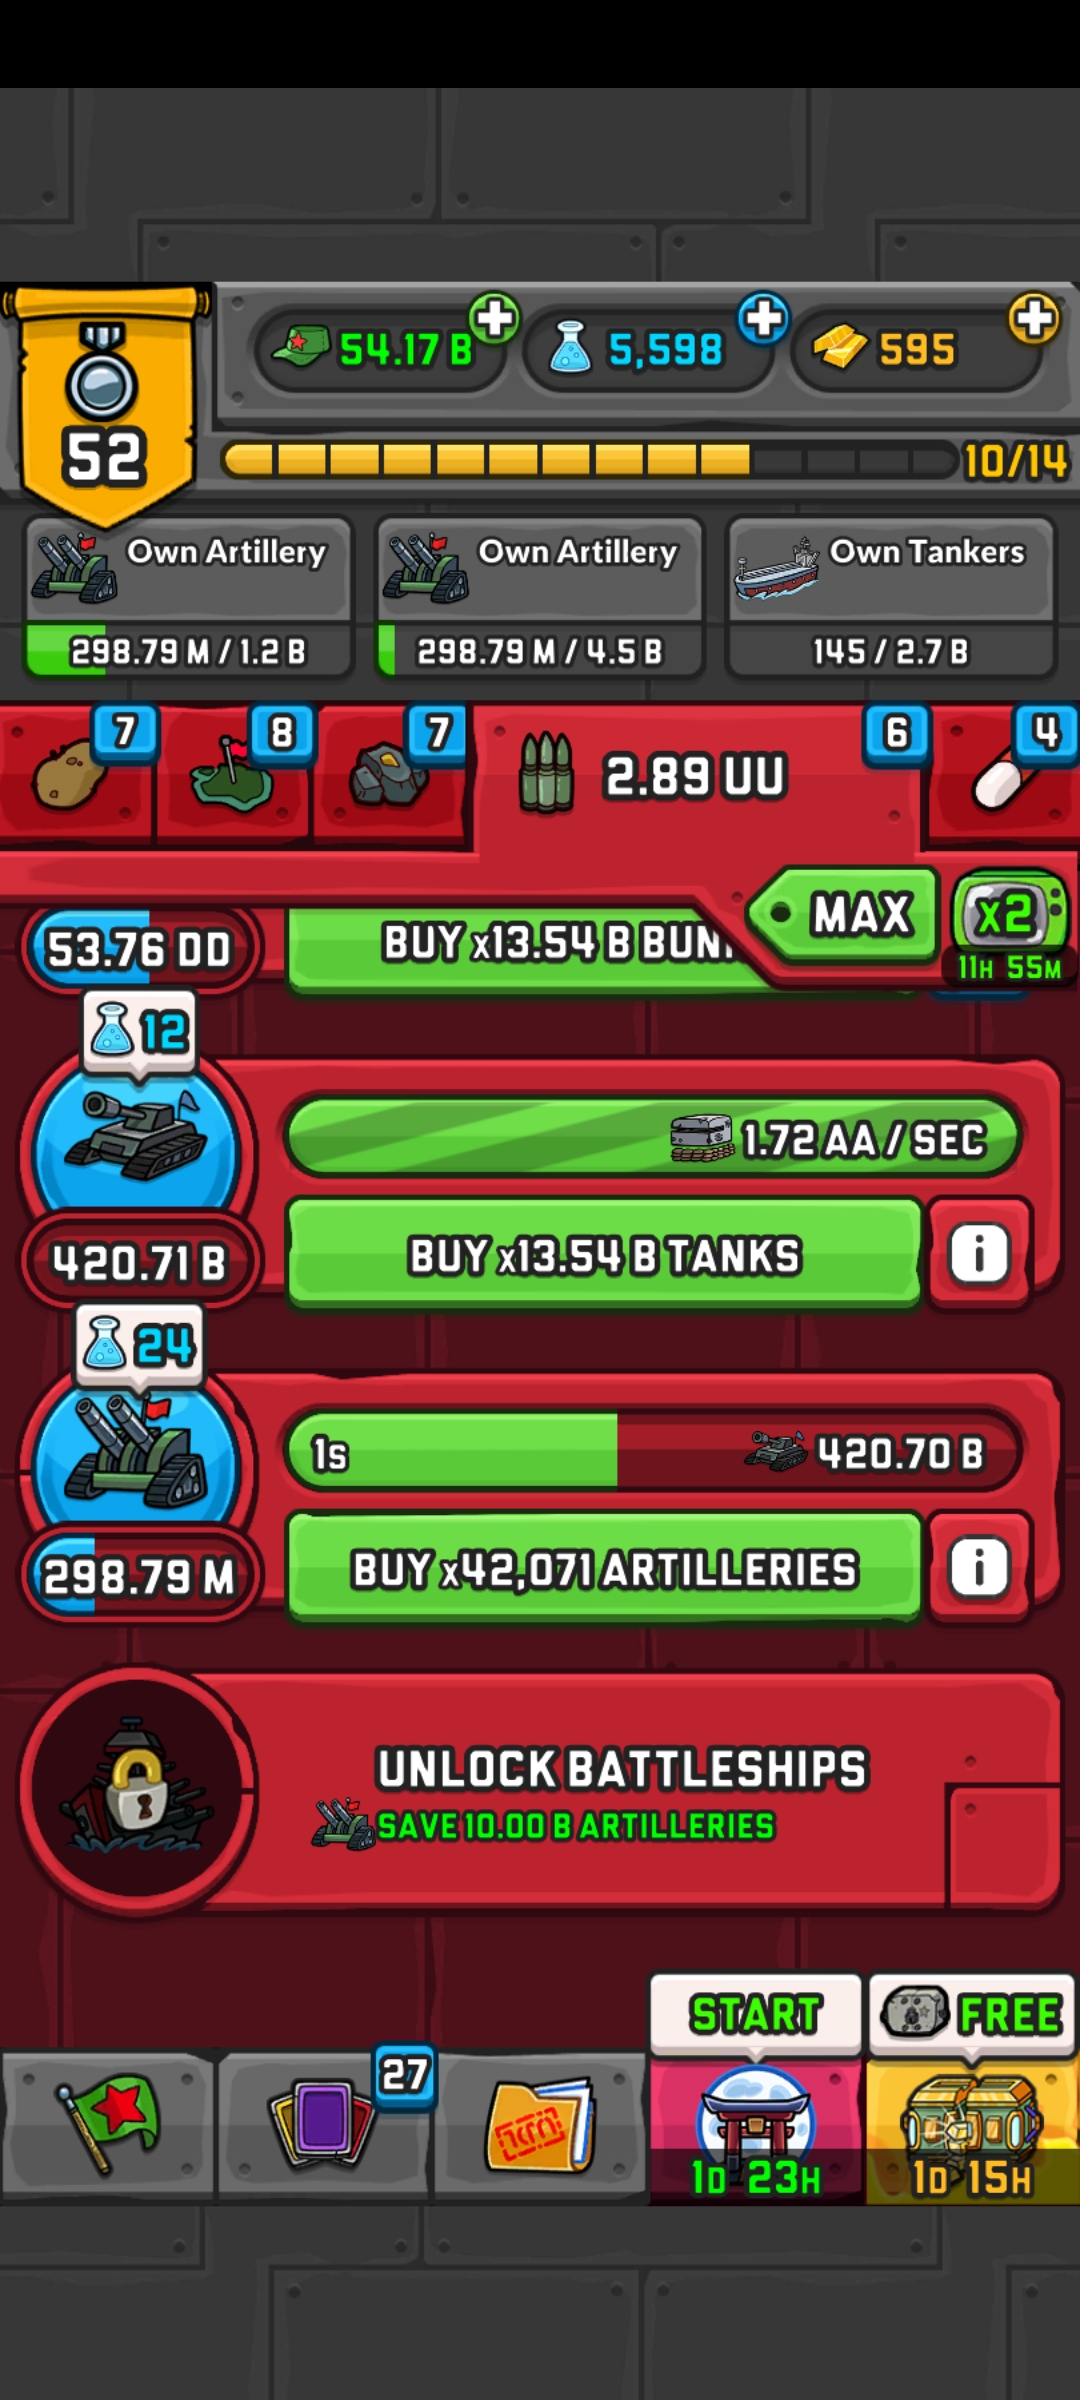 54.17 B
5,598
595
52
10/14
Own Artillery
298.79 M / 1.2 B
Own Artillery
298.79 M / 4.5 B
Own Tankers
145 / 2.7 B
7
8
7
2.89 UU
6
4
MAX
x2
11H 55M
53.76 DD
BUY x13.54 B BUN
12
1.72 AA / SEC
420.71 B
BUY x13.54 B TANKS
i
24
1s
420.70 B
298.79 M
BUY x42,071 ARTILLERIES
i
UNLOCK BATTLESHIPS
SAVE 10.00 B ARTILLERIES
START
FREE
27
1D 23H
1D 15H